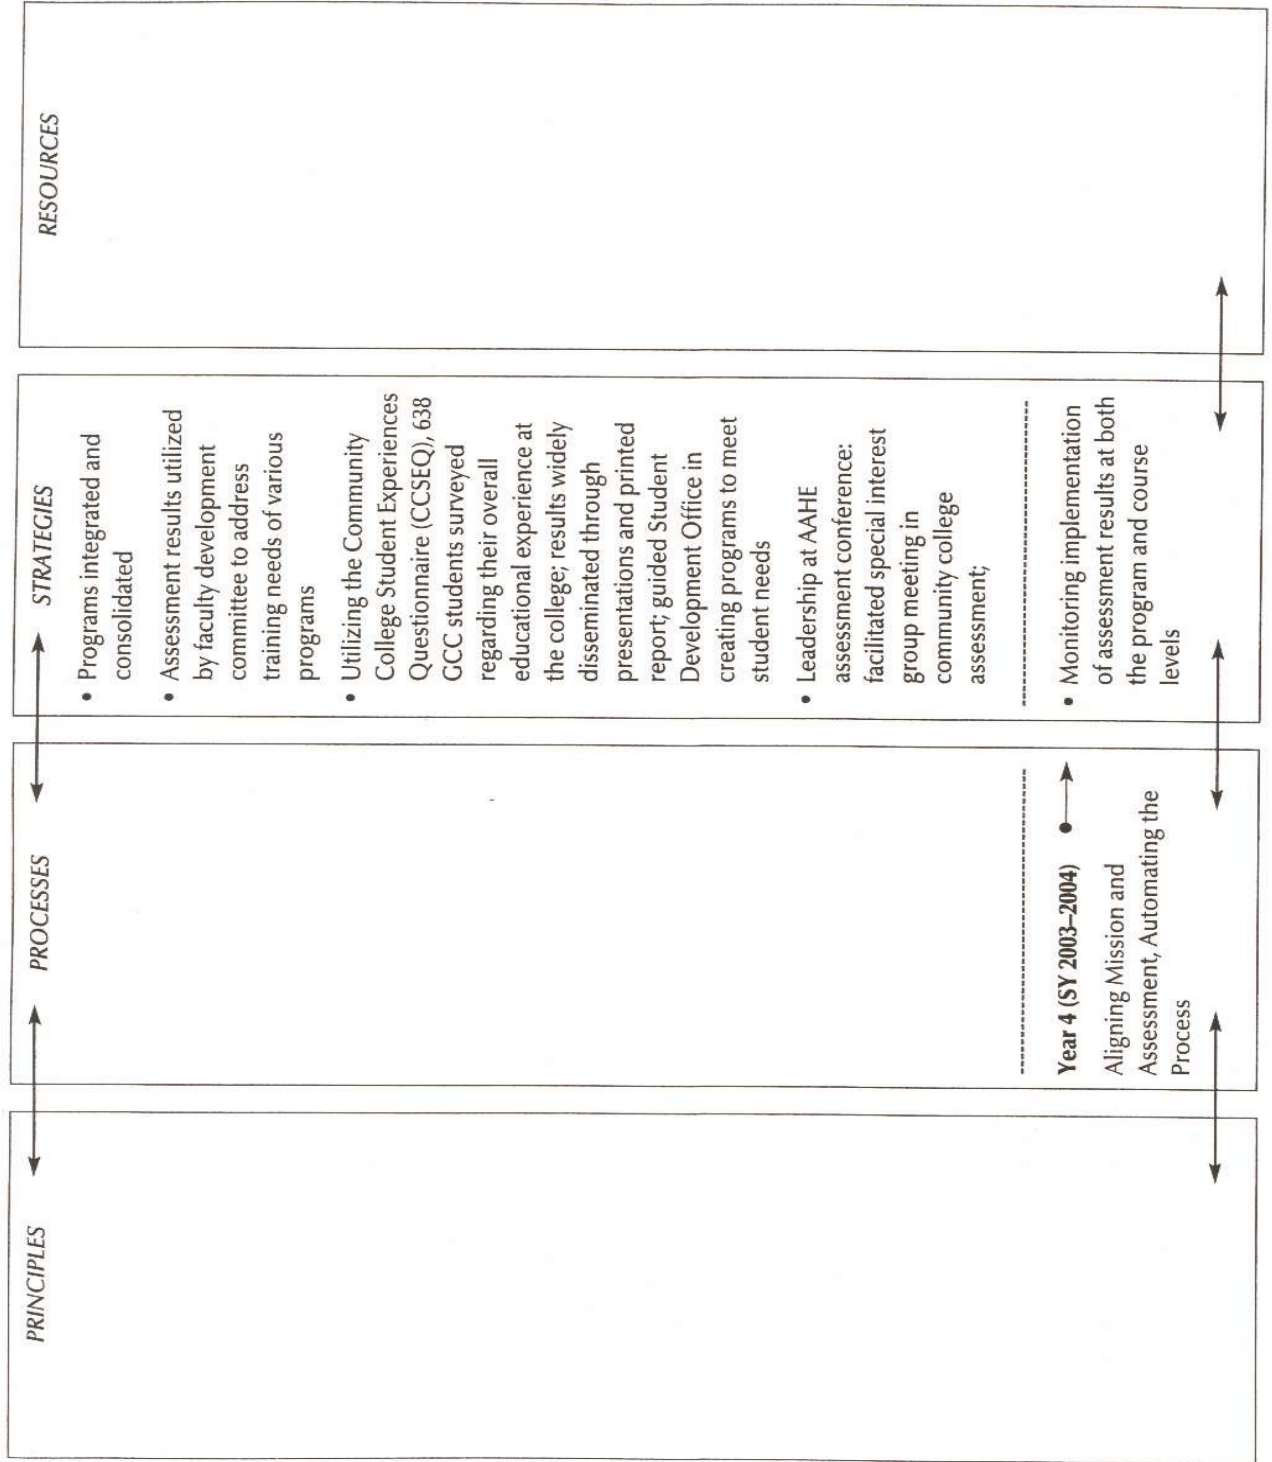 PRINCIPLES
PROCESSES
Year 4 (SY 2003–2004)
Aligning Mission and
Assessment, Automating the
Process
STRATEGIES
• Programs integrated and
consolidated
• Assessment results utilized
by faculty development
committee to address
training needs of various
programs
• Utilizing the Community
College Student Experiences
Questionnaire (CCSEQ), 638
GCC students surveyed
regarding their overall
educational experience at
the college; results widely
disseminated through
presentations and printed
report; guided Student
Development Office in
creating programs to meet
student needs
• Leadership at AAHE
assessment conference:
facilitated special interest
group meeting in
community college
assessment;
• Monitoring implementation
of assessment results at both
the program and course
levels
RESOURCES